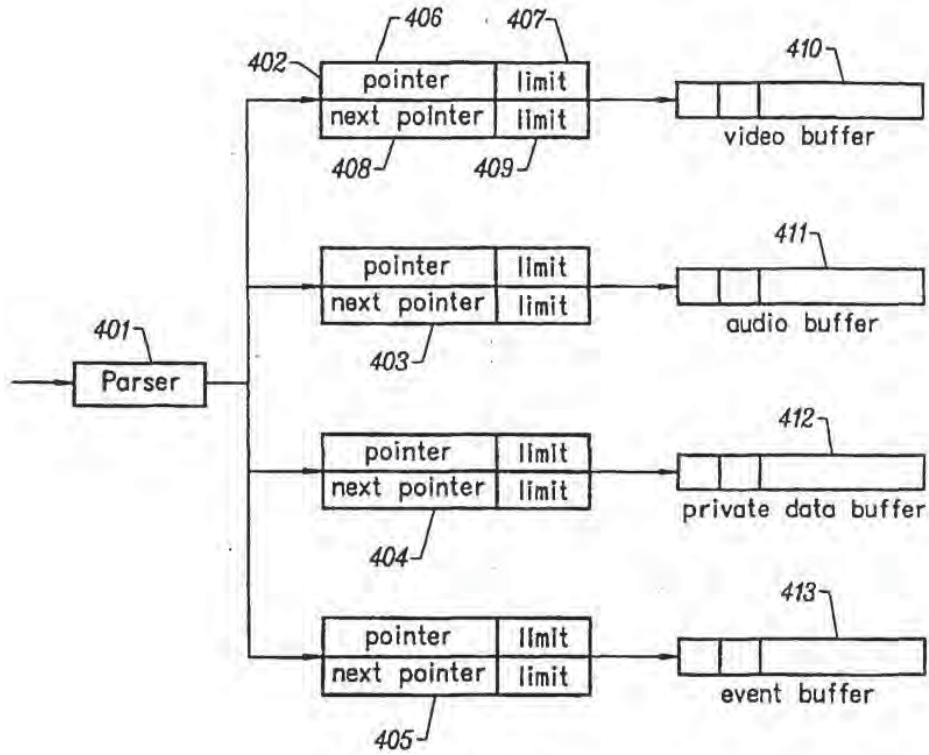 406
407
410
402
pointer limit
next pointer limit
video buffer
408
409
411
pointer limit
next pointer limit
audio buffer
401
403
Parser
412
pointer limit
next pointer limit
private data buffer
404
413
pointer limit
next pointer limit
event buffer
405